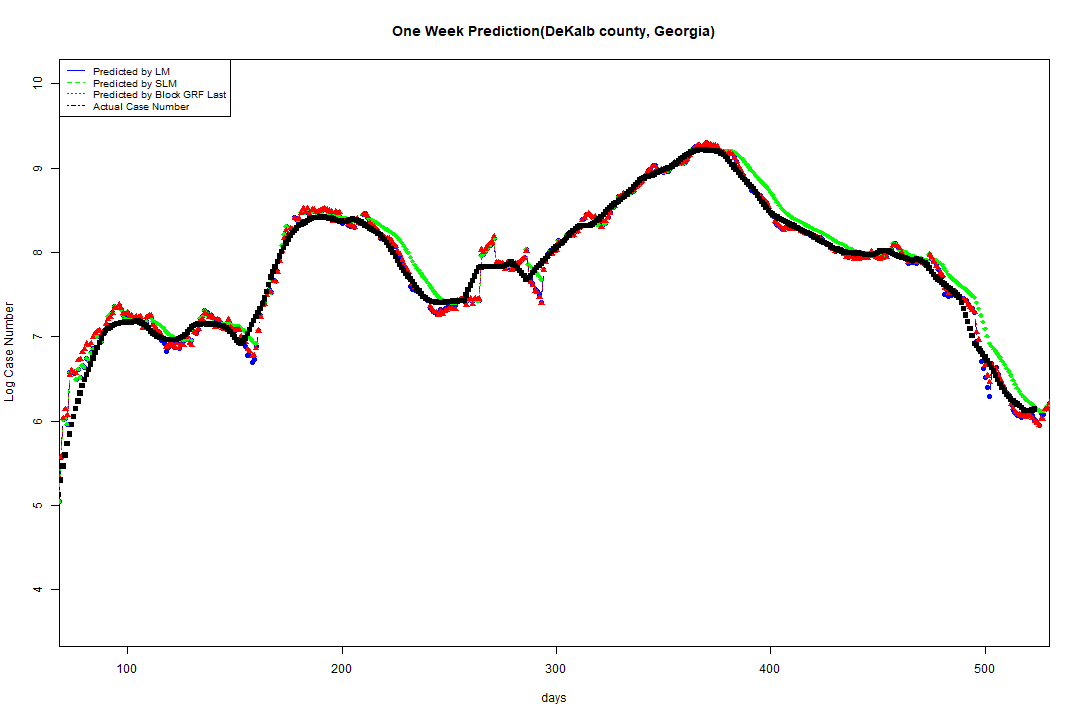 One Week Prediction(DeKalb county, Georgia)
Predicted by LM
Predicted by SLM
Predicted by Block GRF Last
Actual Case Number
10
9
8
7
6
5
4
Log Case Number
100 200 300 400 500
days